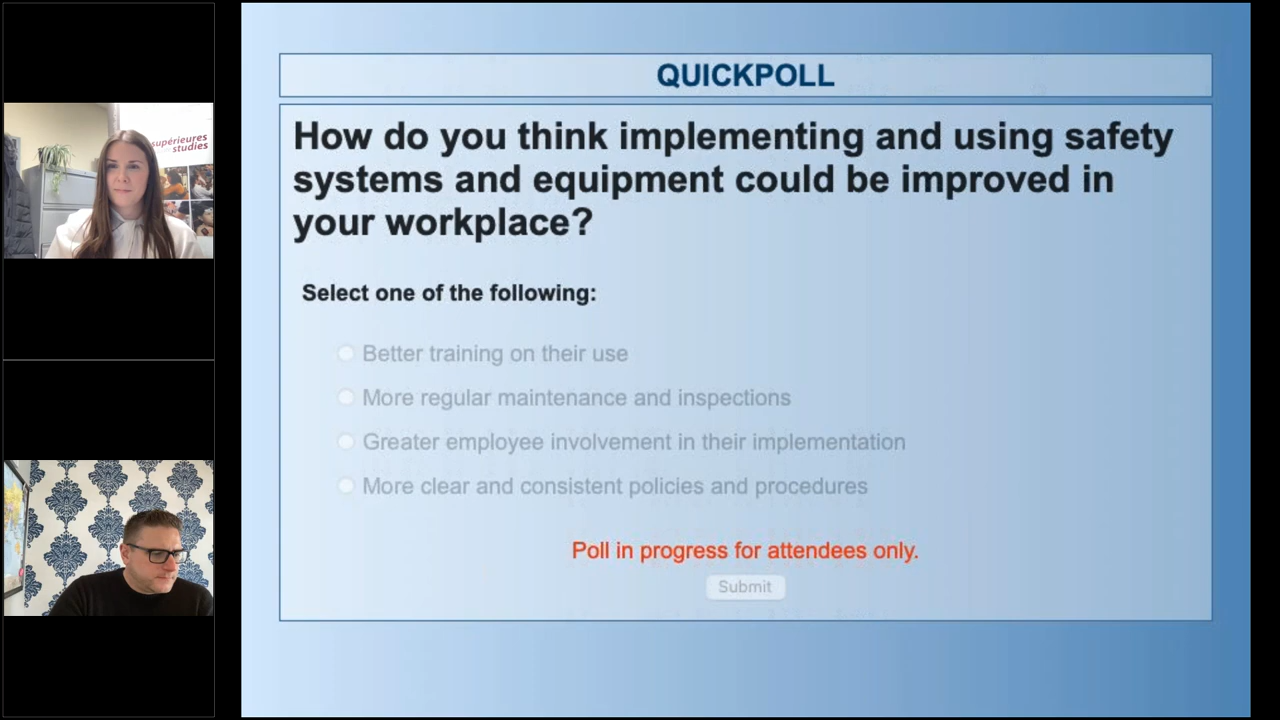 supérieures
studies
QUICKPOLL
How do you think implementing and using safety
systems and equipment could be improved in
your workplace?
Select one of the following:
Better training on their use
More regular maintenance and inspections
Greater employee involvement in their implementation
More clear and consistent policies and procedures
Poll in progress for attendees only.
Submit